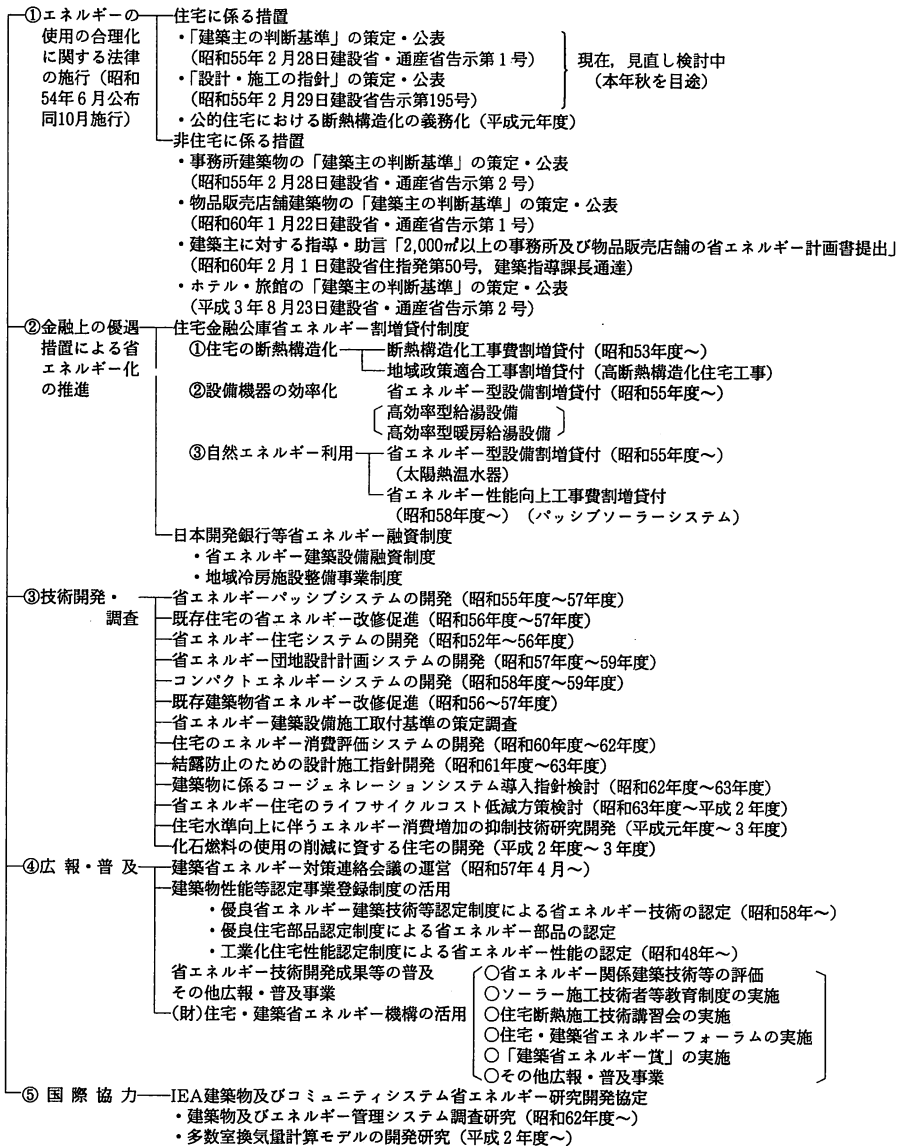 ①エネルギーの使用の合理化に関する法律の施行（昭和54年6月公布同10月施行）
住宅に係る措置
・「建築主の判断基準」の策定・公表
（昭和55年2月28日建設省・通産省告示第1号）
・「設計・施工の指針」の策定・公表
（昭和55年2月29日建設省告示第195号）
現在，見直し検討中
（本年秋を目途）
・公的住宅における断熱構造化の義務化（平成元年度）
非住宅に係る措置
・事務所建築物の「建築主の判断基準」の策定・公表
（昭和55年2月28日建設省・通産省告示第2号）
・物品販売店舗建築物の「建築主の判断基準」の策定・公表
（昭和60年1月22日建設省・通産省告示第1号）
・建築主に対する指導・助言「2,000㎡以上の事務所及び物品販売店舗の省エネルギー計画書提出」
（昭和60年2月1日建設省住指発第50号，建築指導課長通達）
・ホテル・旅館の「建築主の判断基準」の策定・公表
（平成3年8月23日建設省・通産省告示第2号）
②金融上の優遇措置による省エネルギー化の推進
住宅金融公庫省エネルギー割増貸付制度
①住宅の断熱構造化
断熱構造化工事費割増貸付（昭和53年度～）
地域政策適合工事割増貸付（高断熱構造化住宅工事）
②設備機器の効率化 省エネルギー型設備割増貸付（昭和55年度～）
高効率型給湯設備
高効率型暖房給湯設備
③自然エネルギー利用
省エネルギー型設備割増貸付（昭和55年度～）
（太陽熱温水器）
省エネルギー性能向上工事費割増貸付
（昭和58年度～）（パッシブソーラーシステム）
日本開発銀行等省エネルギー融資制度
・省エネルギー建築設備融資制度
・地域冷房施設整備事業制度
③技術開発・調査
省エネルギーパッシブシステムの開発（昭和55年度～57年度）
既存住宅の省エネルギー改修促進（昭和56年度～57年度）
省エネルギー住宅システムの開発（昭和52年～56年度）
省エネルギー団地設計計画システムの開発（昭和57年度～59年度）
コンパクトエネルギーシステムの開発（昭和58年度～59年度）
既存建築物省エネルギー改修促進（昭和56～57年度）
省エネルギー建築設備施工取付基準の策定調査
住宅のエネルギー消費評価システムの開発（昭和60年度～62年度）
結露防止のための設計施工指針開発（昭和61年度～63年度）
建築物に係るコージェネレーションシステム導入指針検討（昭和62年度～63年度）
省エネルギー住宅のライフサイクルコスト低減方策検討（昭和63年度～平成2年度）
住宅水準向上に伴うエネルギー消費増加の抑制技術研究開発（平成元年度～3年度）
化石燃料の使用の削減に資する住宅の開発（平成2年度～3年度）
④広報・普及
建築省エネルギー対策連絡会議の運営（昭和57年4月～）
建築物性能等認定事業登録制度の活用
・優良省エネルギー建築技術等認定制度による省エネルギー技術の認定（昭和58年～）
・優良住宅部品認定制度による省エネルギー部品の認定
・工業化住宅性能認定制度による省エネルギー性能の認定（昭和48年～）
省エネルギー技術開発成果等の普及
その他広報・普及事業
(財)住宅・建築省エネルギー機構の活用
○省エネルギー関係建築技術等の評価
○ソーラー施工技術者等教育制度の実施
○住宅断熱施工技術講習会の実施
○住宅・建築省エネルギーフォーラムの実施
○「建築省エネルギー賞」の実施
○その他広報・普及事業
⑤国際協力
IEA建築物及びコミュニティシステム省エネルギー研究開発協定
・建築物及びエネルギー管理システム調査研究（昭和62年度～）
・多数室換気量計算モデルの開発研究（平成2年度～）